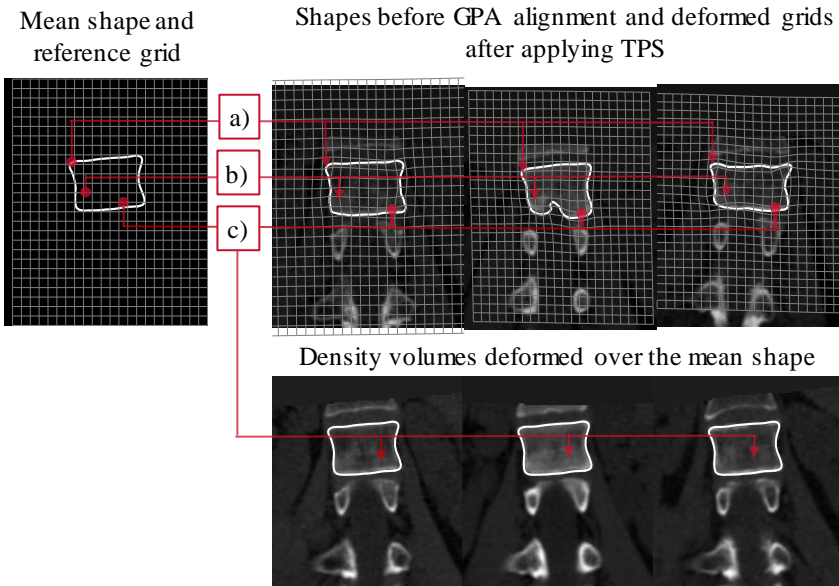 Mean shape and
reference grid
Shapes before GPA alignment and deformed grids
after applying TPS
a)
b)
c)
Density volumes deformed over the mean shape